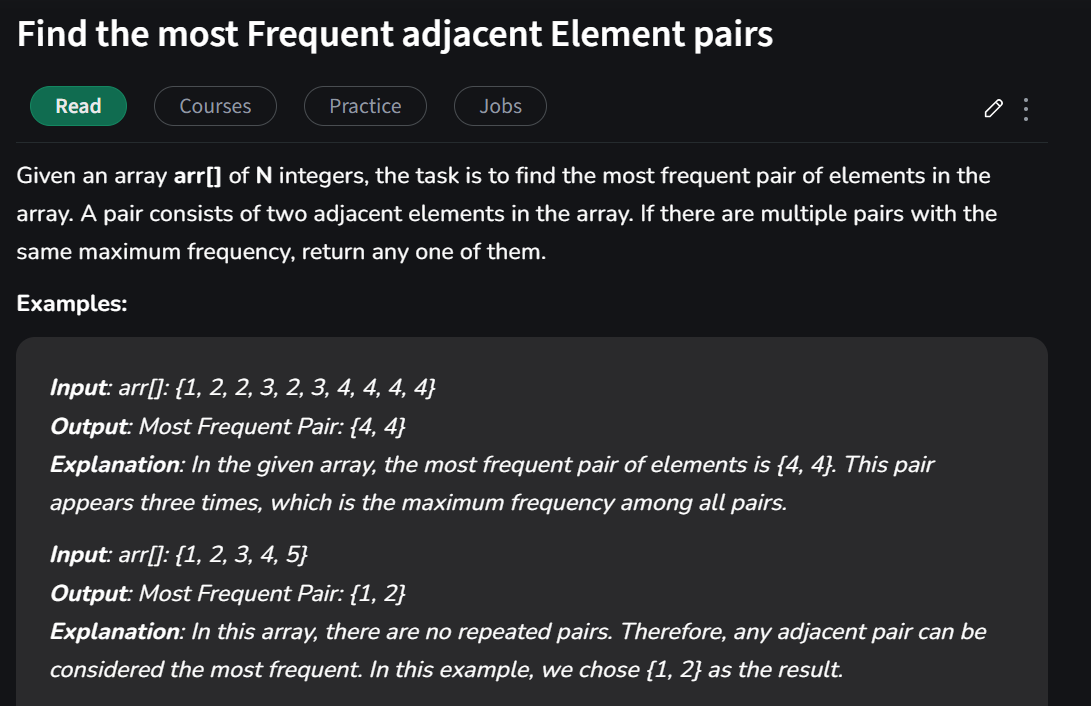 Find the most Frequent adjacent Element pairs
Read
Courses
Practice
Jobs
Given an array arr[] of N integers, the task is to find the most frequent pair of elements in the
array. A pair consists of two adjacent elements in the array. If there are multiple pairs with the
same maximum frequency, return any one of them.
Examples:
Input: arr[]: {1, 2, 2, 3, 2, 3, 4, 4, 4, 4}
Output: Most Frequent Pair: {4, 4}
Explanation: In the given array, the most frequent pair of elements is {4, 4}. This pair
appears three times, which is the maximum frequency among all pairs.
Input: arr[]: {1, 2, 3, 4, 5}
Output: Most Frequent Pair: {1, 2}
Explanation: In this array, there are no repeated pairs. Therefore, any adjacent pair can be
considered the most frequent. In this example, we chose {1, 2} as the result.